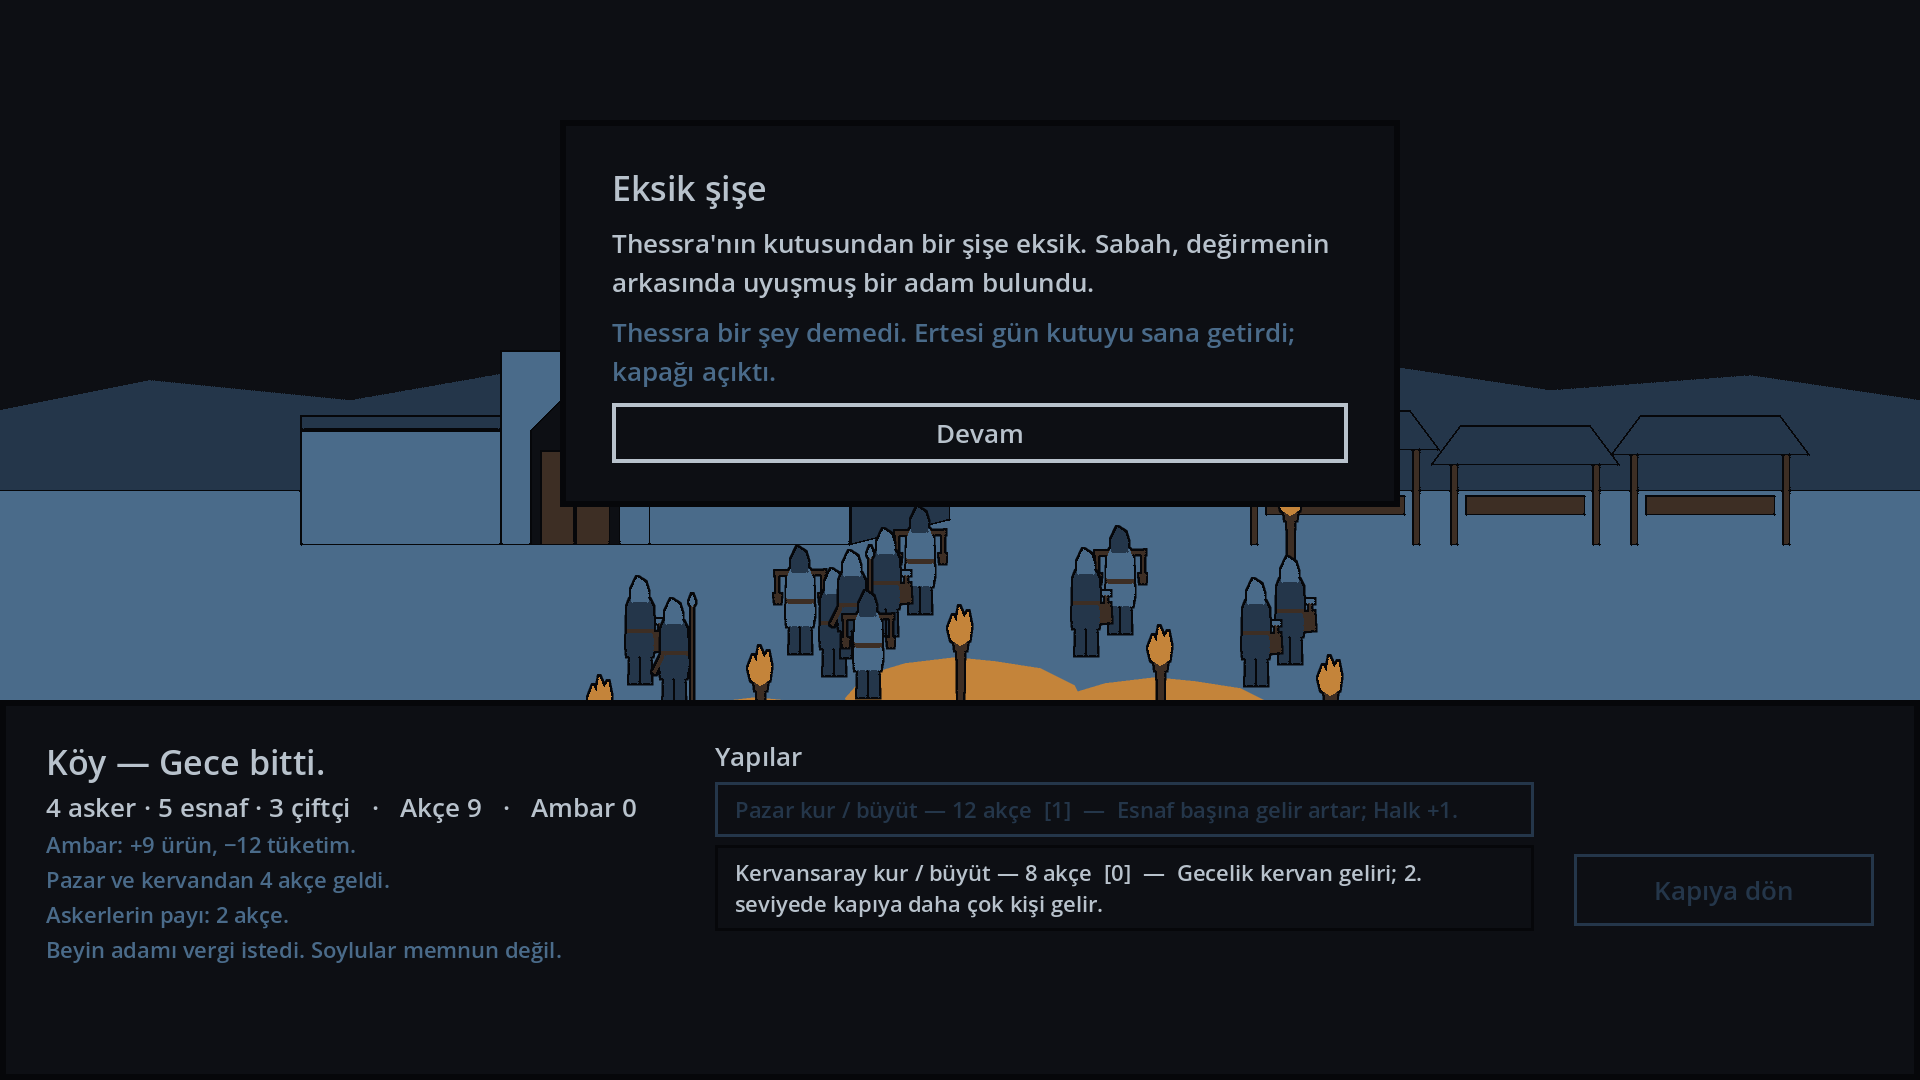 Eksik şişe
Thessra'nın kutusundan bir şişe eksik. Sabah, değirmenin
arkasında uyuşmuş bir adam bulundu.
Thessra bir şey demedi. Ertesi gün kutuyu sana getirdi;
kapağı açıktı.
Devam
Köy — Gece bitti.
4 asker · 5 esnaf · 3 çiftçi · Akçe 9 · Ambar 0
Ambar: +9 ürün, −12 tüketim.
Pazar ve kervandan 4 akçe geldi.
Askerlerin payı: 2 akçe.
Beyin adamı vergi istedi. Soylular memnun değil.
Yapılar
Pazar kur / büyüt — 12 akçe [1] — Esnaf başına gelir artar; Halk +1.
Kervansaray kur / büyüt — 8 akçe [0] — Gecelik kervan geliri; 2.
seviyede kapıya daha çok kişi gelir.
Kapıya dön